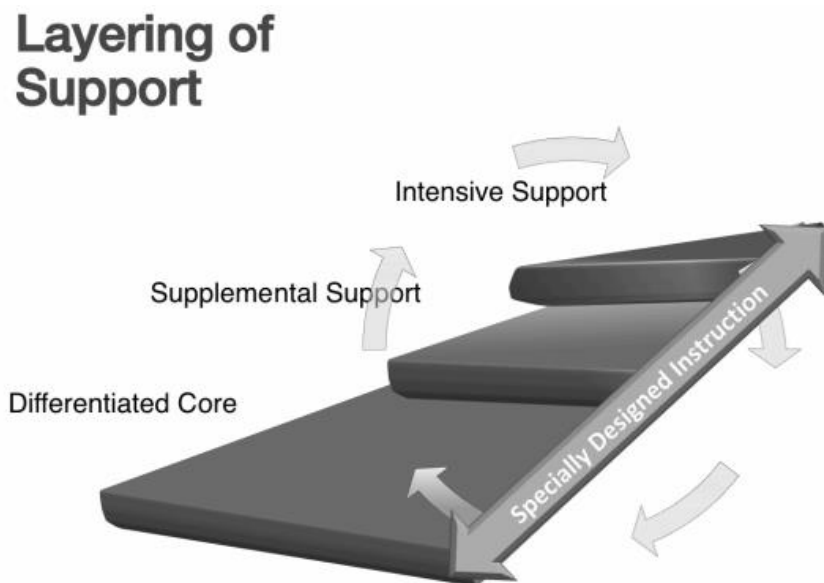 Layering of
Support
Intensive Support
Supplemental Support
Differentiated Core
Specially Designed Instruction